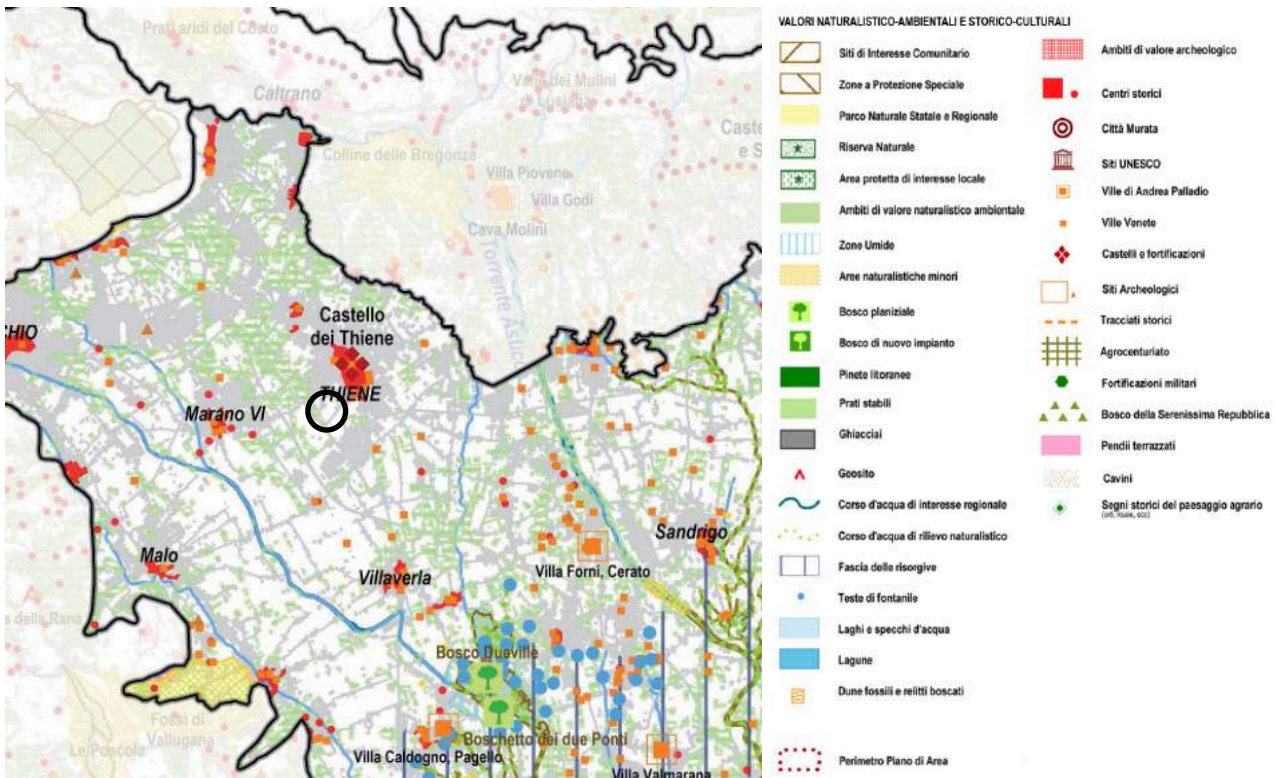 Prati aridi del Costo
Caltrano
Valle dei Mulini
di Lusiana
Colline delle Bregonze
Villa Piovene
Villa Godi
Cava Molini
Torrente Astico
Castello
dei Thiene
THIENE
Marano VI
Malo
Villaverla
Villa Forni, Cerato
Sandrigo
Bosco Dueville
Fossi di
Vallugana
Le Poscole
Boschetto dei due Ponti
Villa Caldogno, Pagello
Villa Valmarana
VALORI NATURALISTICO-AMBIENTALI E STORICO-CULTURALI
Siti di Interesse Comunitario
Zone a Protezione Speciale
Parco Naturale Statale e Regionale
Riserva Naturale
Area protetta di interesse locale
Ambiti di valore naturalistico ambientale
Zone Umide
Aree naturalistiche minori
Bosco planiziale
Bosco di nuovo impianto
Pinete litoranee
Prati stabili
Ghiacciai
Geosito
Corso d'acqua di interesse regionale
Corso d'acqua di rilievo naturalistico
Fascia delle risorgive
Teste di fontanile
Laghi e specchi d'acqua
Lagune
Dune fossili e relitti boscati
Perimetro Piano di Area
Ambiti di valore archeologico
Centri storici
Città Murata
Siti UNESCO
Ville di Andrea Palladio
Ville Venete
Castelli e fortificazioni
Siti Archeologici
Tracciati storici
Agrocenturiato
Fortificazioni militari
Bosco della Serenissima Repubblica
Pendii terrazzati
Cavini
Segni storici del paesaggio agrario